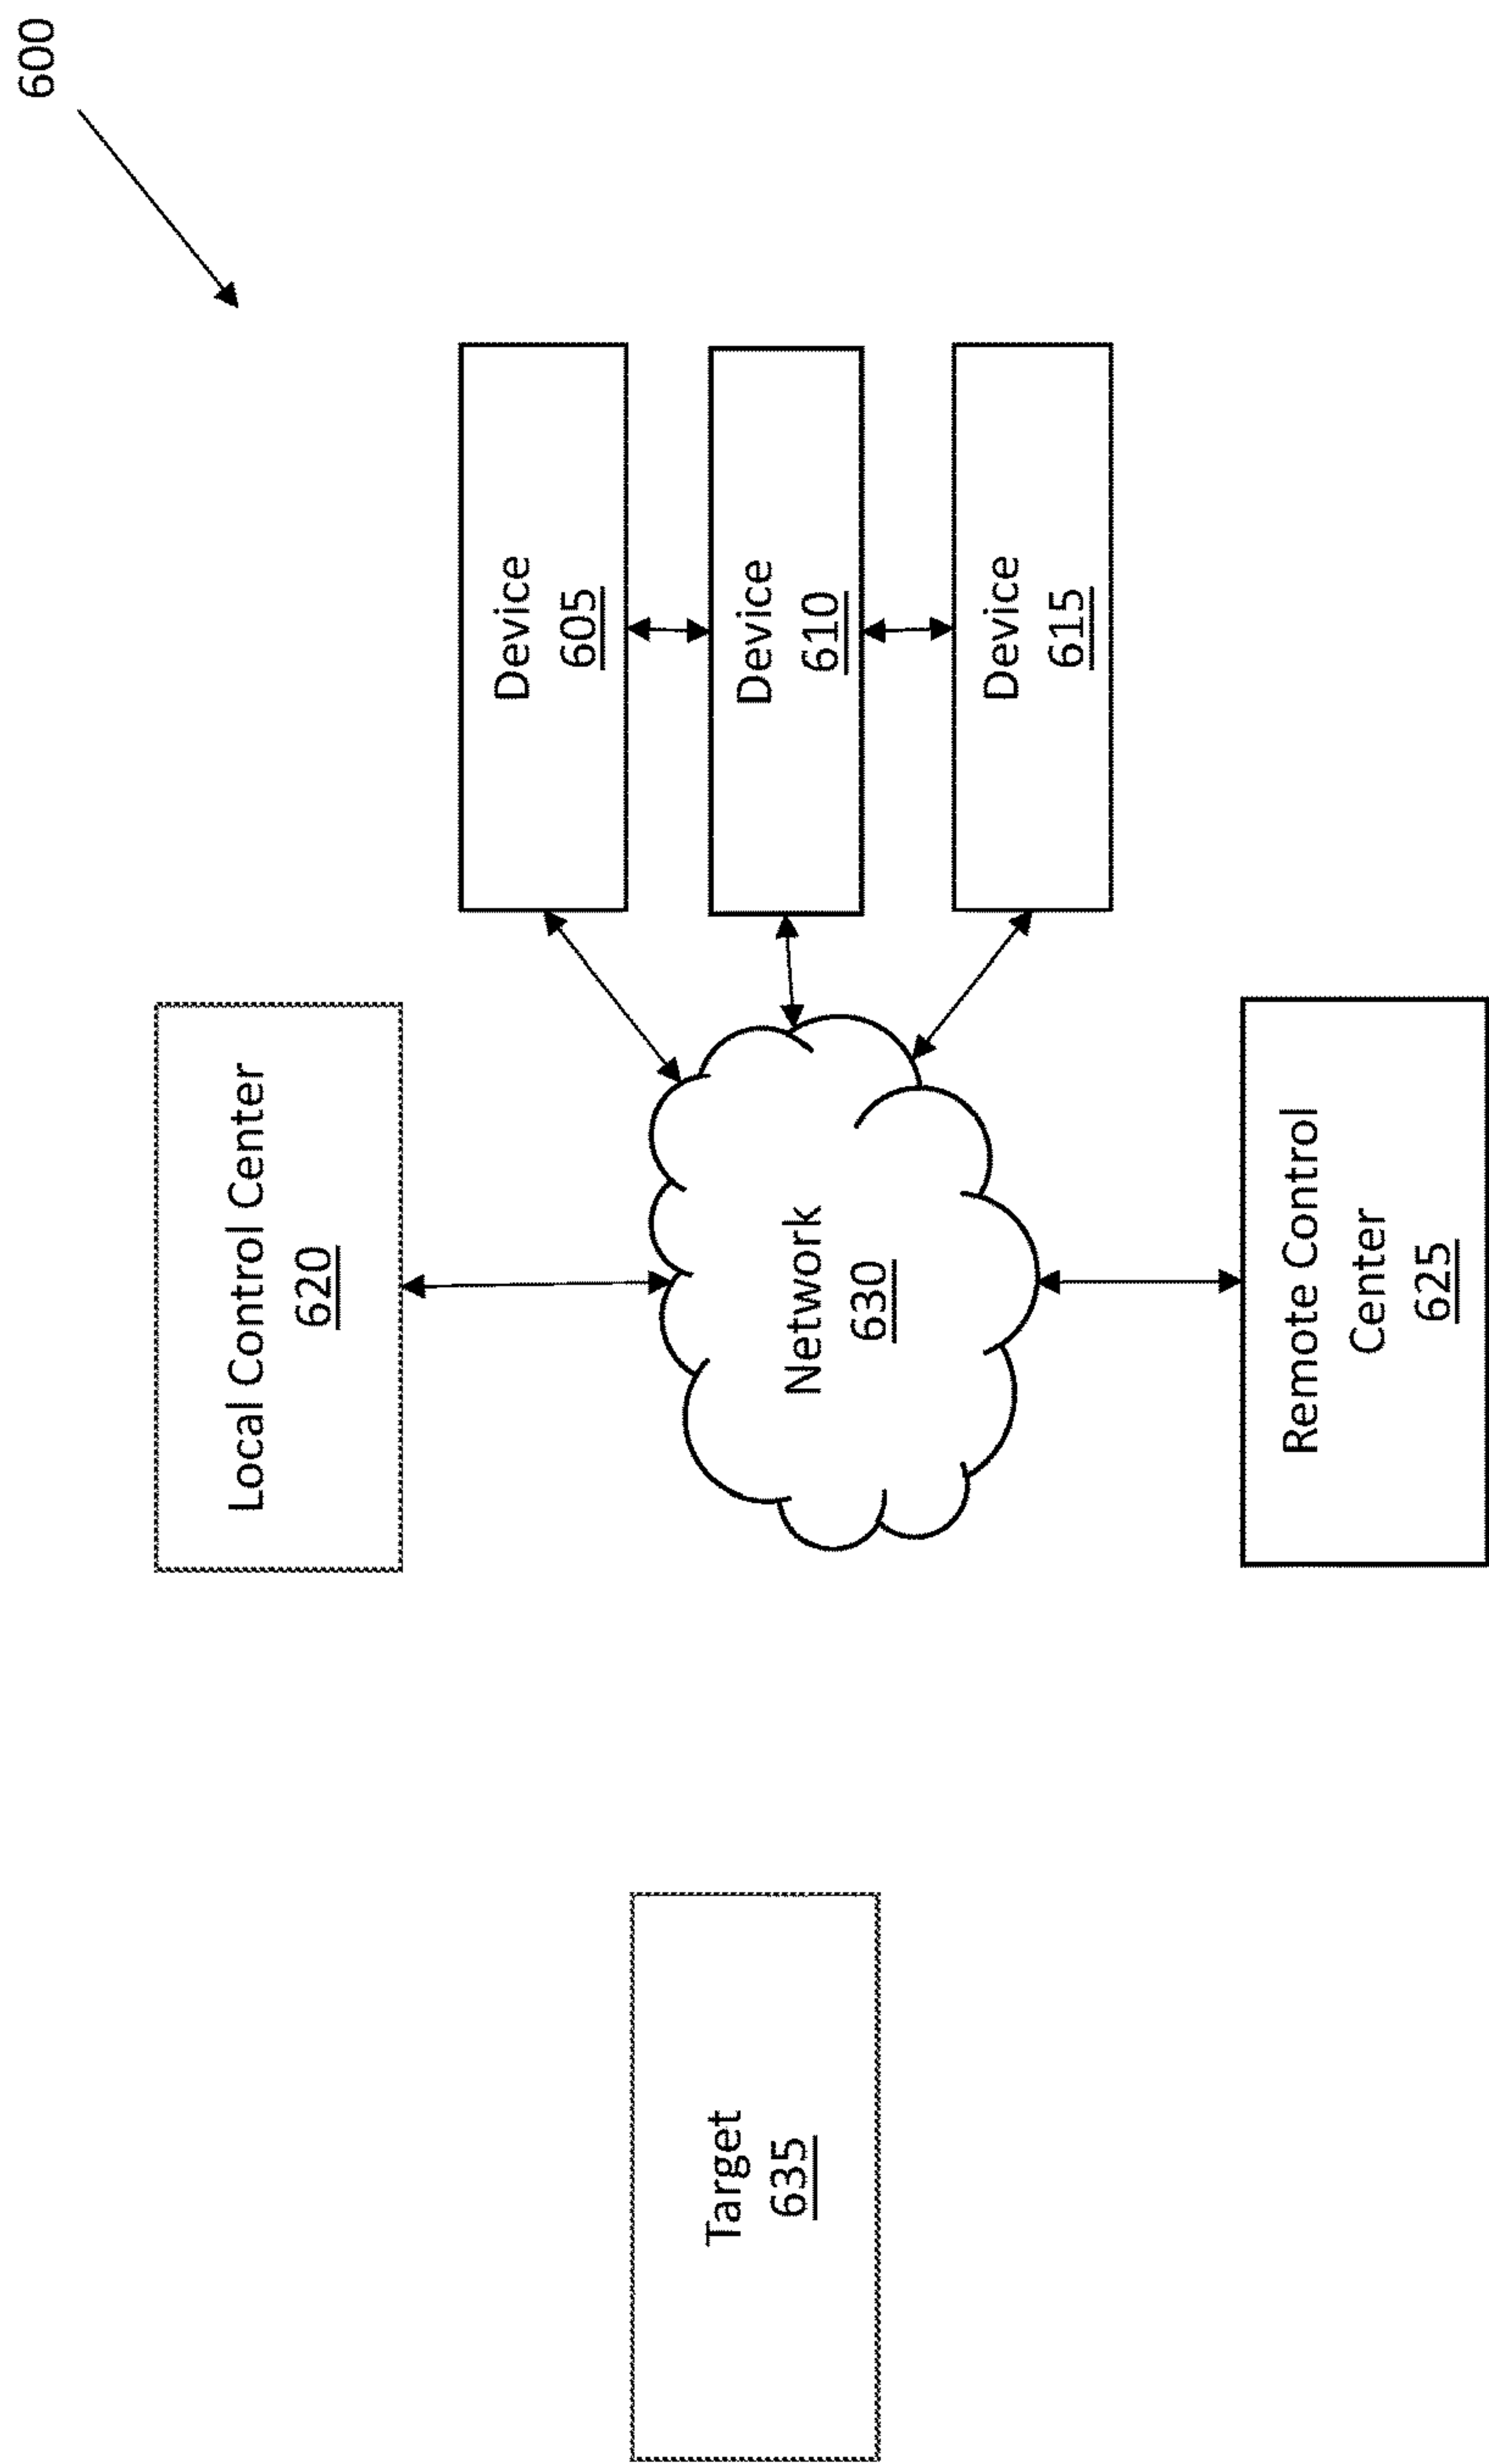 600
Local Control Center
620
Device
605
Device
610
Device
615
Network
630
Target
635
Remote Control
Center
625